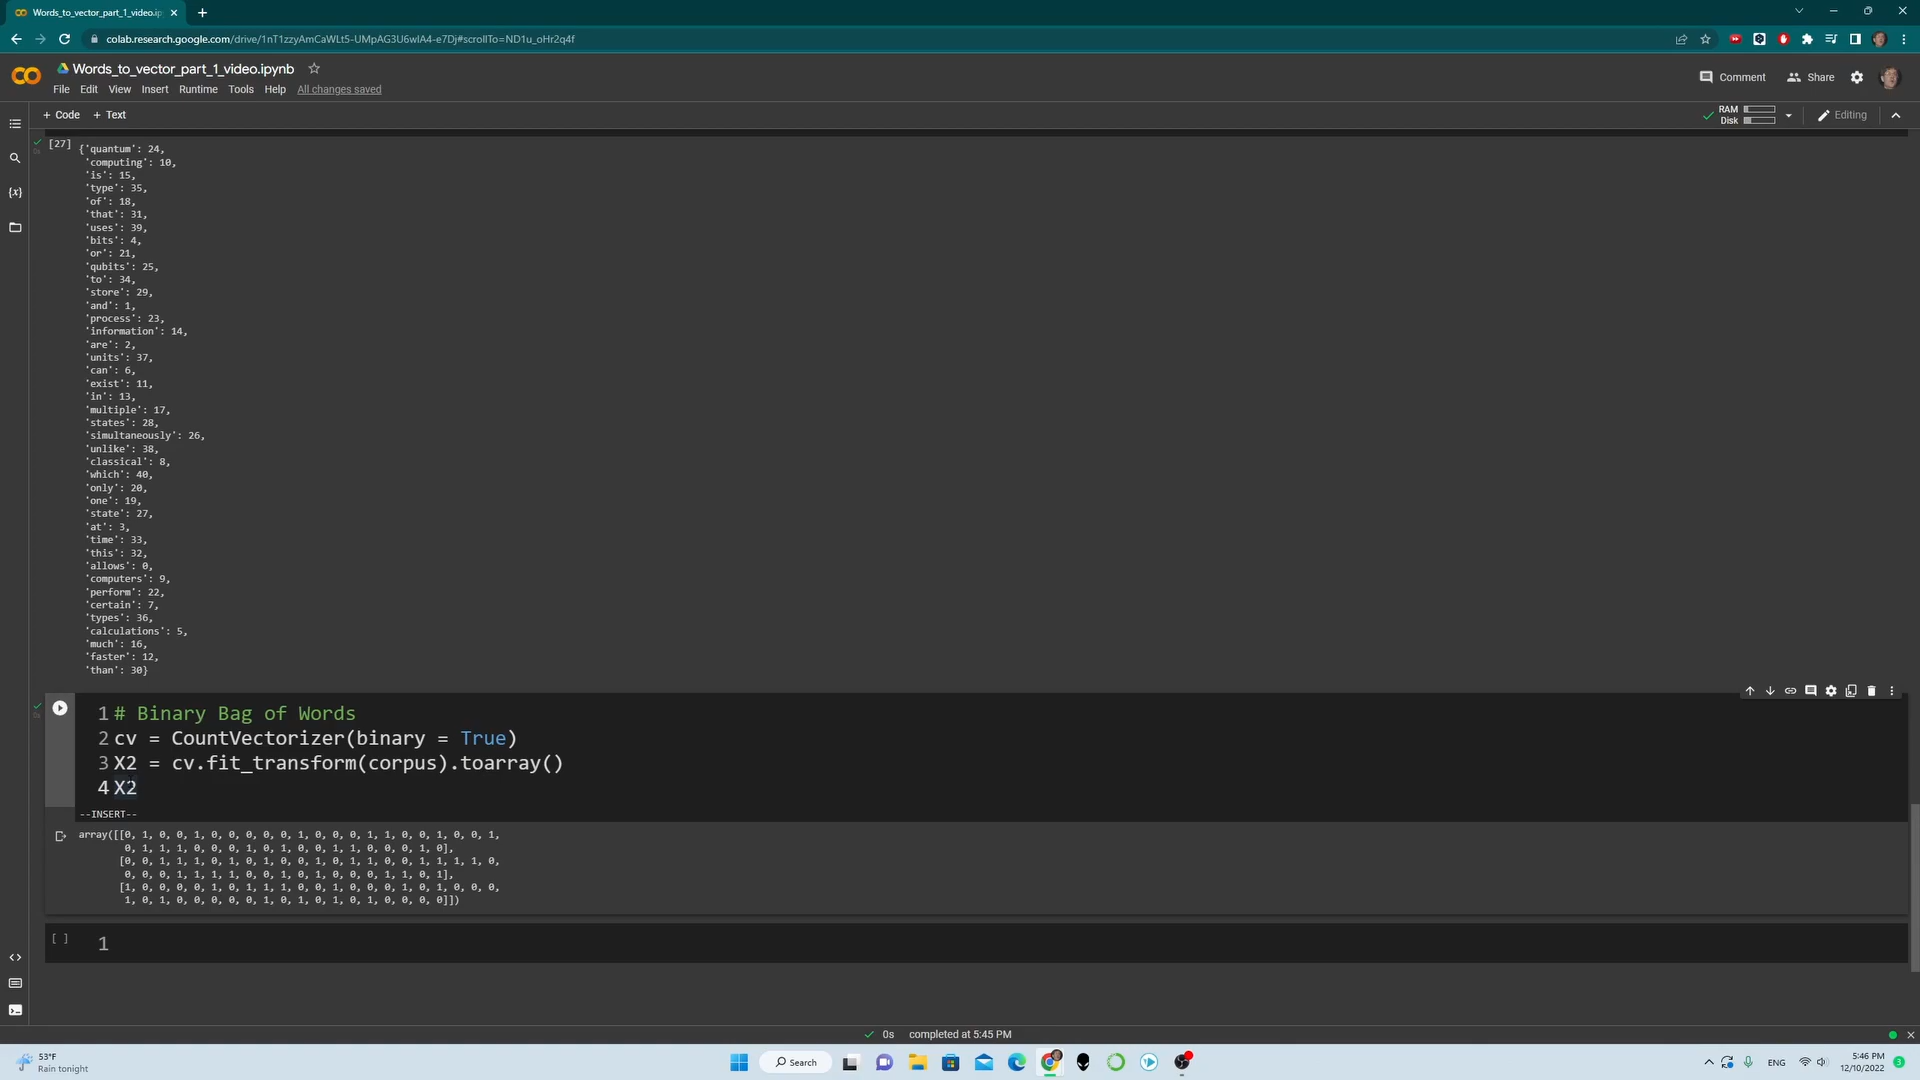 Words_to_vector_part_1_video.ip
colab.research.google.com/drive/1nT1zzyAmCaWLt5-UMpAG3U6wIA4-e7Dj#scrollTo=ND1u_oHr2q4f
Words_to_vector_part_1_video.ipynb
Comment Share
File Edit View Insert Runtime Tools Help All changes saved
+ Code + Text
RAM
Disk
Editing
[27] {'quantum': 24,
'computing': 10,
'is': 15,
'type': 35,
'of': 18,
'that': 31,
'uses': 39,
'bits': 4,
'or': 21,
'qubits': 25,
'to': 34,
'store': 29,
'and': 1,
'process': 23,
'information': 14,
'are': 2,
'units': 37,
'can': 6,
'exist': 11,
'in': 13,
'multiple': 17,
'states': 28,
'simultaneously': 26,
'unlike': 38,
'classical': 8,
'which': 40,
'only': 20,
'one': 19,
'state': 27,
'at': 3,
'time': 33,
'this': 32,
'allows': 0,
'computers': 9,
'perform': 22,
'certain': 7,
'types': 36,
'calculations': 5,
'much': 16,
'faster': 12,
'than': 30}
1 # Binary Bag of Words
2 cv = CountVectorizer(binary = True)
3 X2 = cv.fit_transform(corpus).toarray()
4 X2
--INSERT--
array([[0, 1, 0, 0, 1, 0, 0, 0, 0, 0, 1, 0, 0, 0, 1, 1, 0, 0, 1, 0, 0, 1,
0, 1, 1, 1, 0, 0, 0, 1, 0, 1, 0, 0, 1, 1, 0, 0, 0, 1, 0],
[0, 0, 1, 1, 1, 0, 1, 0, 1, 0, 0, 1, 0, 1, 1, 0, 0, 1, 1, 1, 1, 0,
0, 0, 0, 1, 1, 1, 1, 0, 0, 1, 0, 1, 0, 0, 0, 1, 1, 0, 1],
[1, 0, 0, 0, 0, 1, 0, 1, 1, 1, 0, 0, 1, 0, 0, 0, 1, 0, 1, 0, 0, 0,
1, 0, 1, 0, 0, 0, 0, 0, 1, 0, 1, 0, 1, 0, 1, 0, 0, 0, 0]])
[ ] 1
0s completed at 5:45 PM
53°F
Rain tonight
Search
ENG
5:46 PM
12/10/2022
3